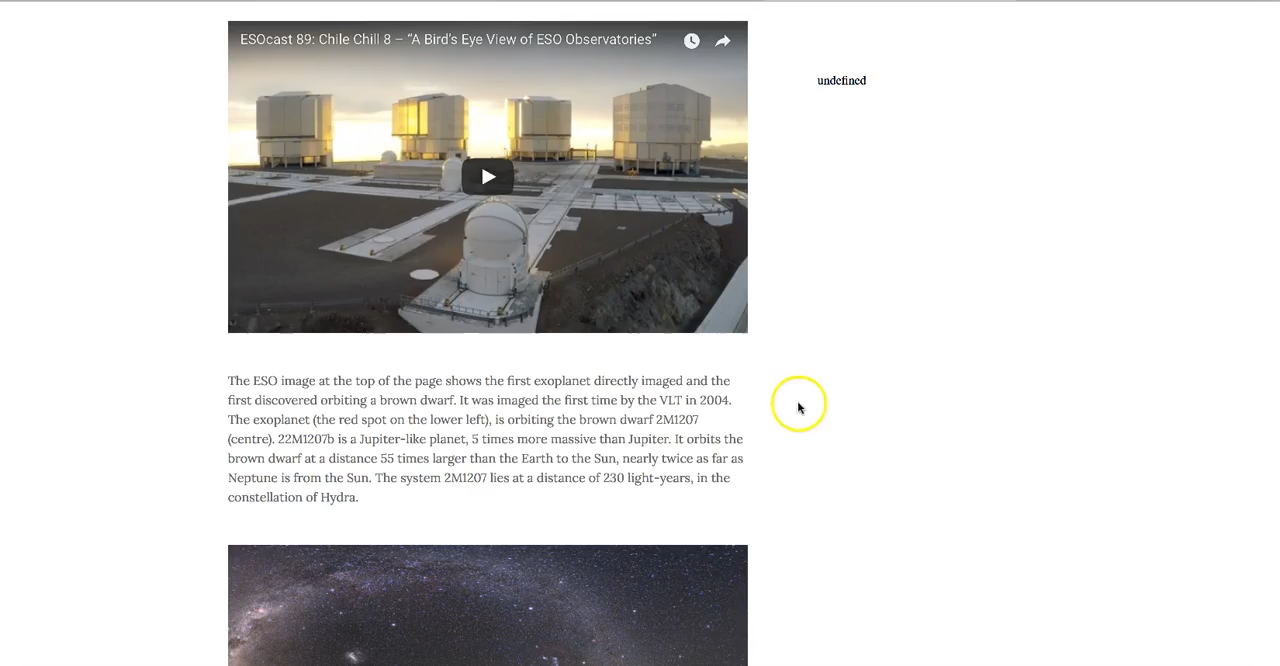 ESOcast 89: Chile Chill 8 – “A Bird’s Eye View of ESO Observatories”
undefined
The ESO image at the top of the page shows the first exoplanet directly imaged and the
first discovered orbiting a brown dwarf. It was imaged the first time by the VLT in 2004.
The exoplanet (the red spot on the lower left), is orbiting the brown dwarf 2M1207
(centre). 22M1207b is a Jupiter-like planet, 5 times more massive than Jupiter. It orbits the
brown dwarf at a distance 55 times larger than the Earth to the Sun, nearly twice as far as
Neptune is from the Sun. The system 2M1207 lies at a distance of 230 light-years, in the
constellation of Hydra.